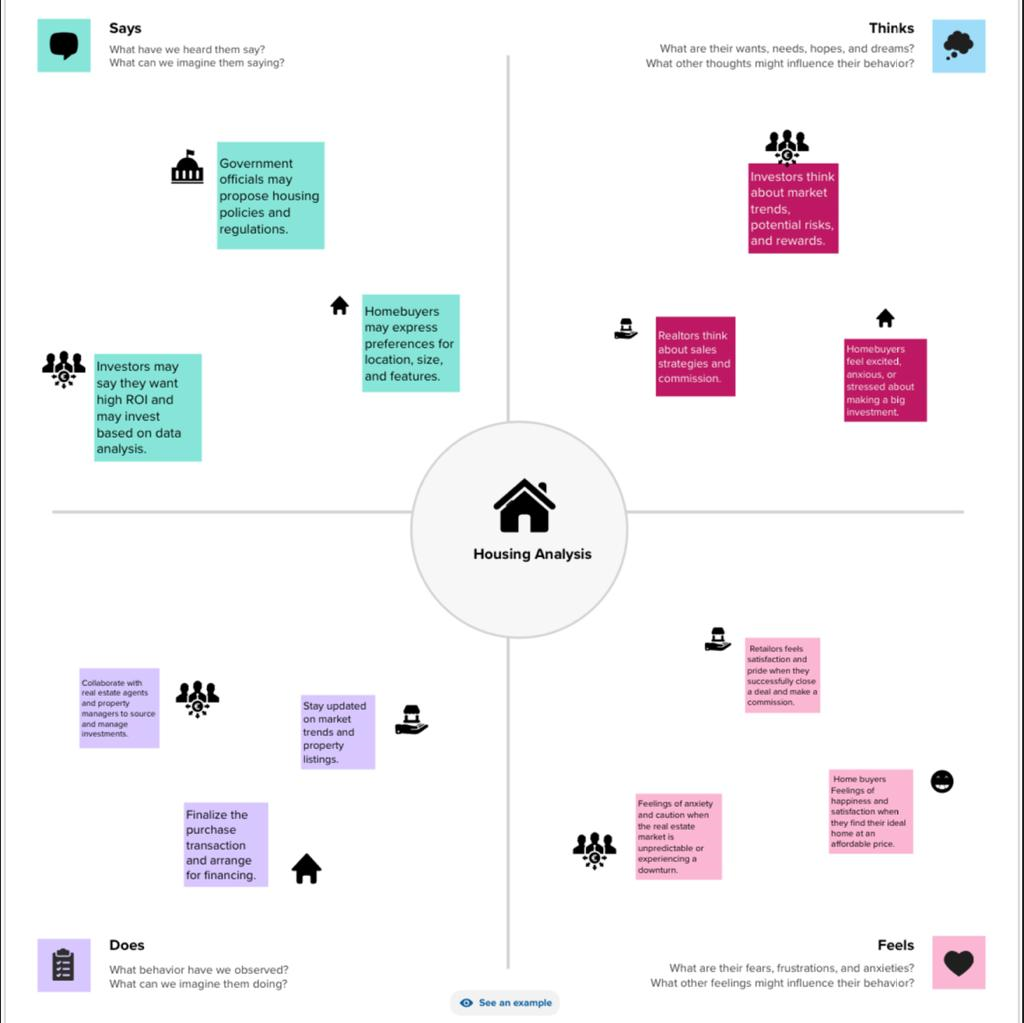 Says
What have we heard them say?
What can we imagine them saying?
Thinks
What are their wants, needs, hopes, and dreams?
What other thoughts might influence their behavior?
Government
officials may
propose housing
policies and
regulations.
Homebuyers
may express
preferences for
location, size,
and features.
Investors may
say they want
high ROI and
may invest
based on data
analysis.
Investors think
about market
trends,
potential risks,
and rewards.
Realtors think
about sales
strategies and
commission.
Homebuyers
feel excited,
anxious, or
stressed about
making a big
investment.
Housing Analysis
Collaborate with
real estate agents
and property
managers to source
and manage
investments.
Stay updated
on market
trends and
property
listings.
Finalize the
purchase
transaction
and arrange
for financing.
Retailors feels
satisfaction and
pride when they
successfully close
a deal and make a
commission.
Home buyers
Feelings of
happiness and
satisfaction when
they find their ideal
home at an
affordable price.
Feelings of anxiety
and caution when
the real estate
market is
unpredictable or
experiencing a
downturn.
Does
What behavior have we observed?
What can we imagine them doing?
Feels
What are their fears, frustrations, and anxieties?
What other feelings might influence their behavior?
See an example